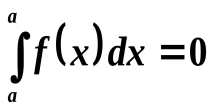 ∫ₐᵃ f(x) dx = 0